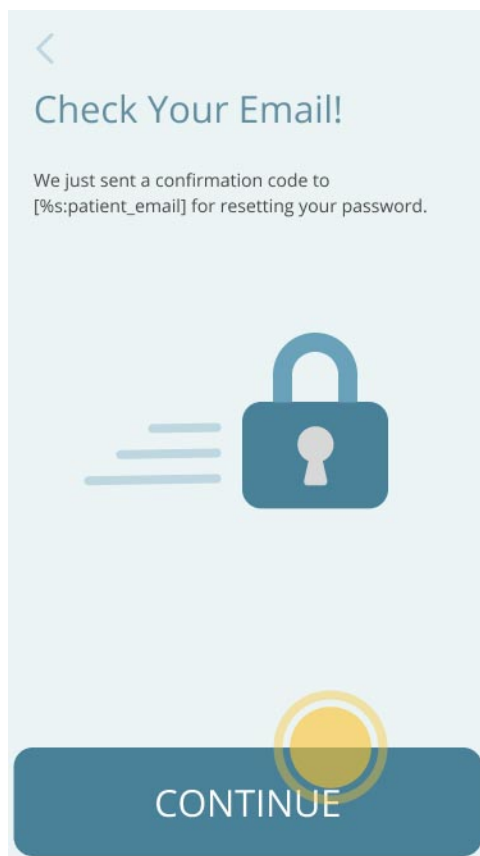 Check Your Email!
We just sent a confirmation code to
[%s:patient_email] for resetting your password.
CONTINUE